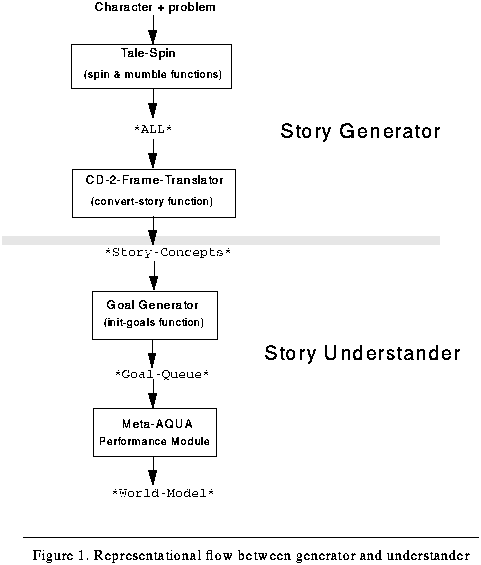 Character + problem
Tale-Spin
(spin & mumble functions)
*ALL*
Story Generator
CD-2-Frame-Translator
(convert-story function)
*Story-Concepts*
Goal Generator
(init-goals function)
Story Understander
*Goal-Queue*
Meta-AQUA
Performance Module
*World-Model*
Figure 1. Representational flow between generator and understander